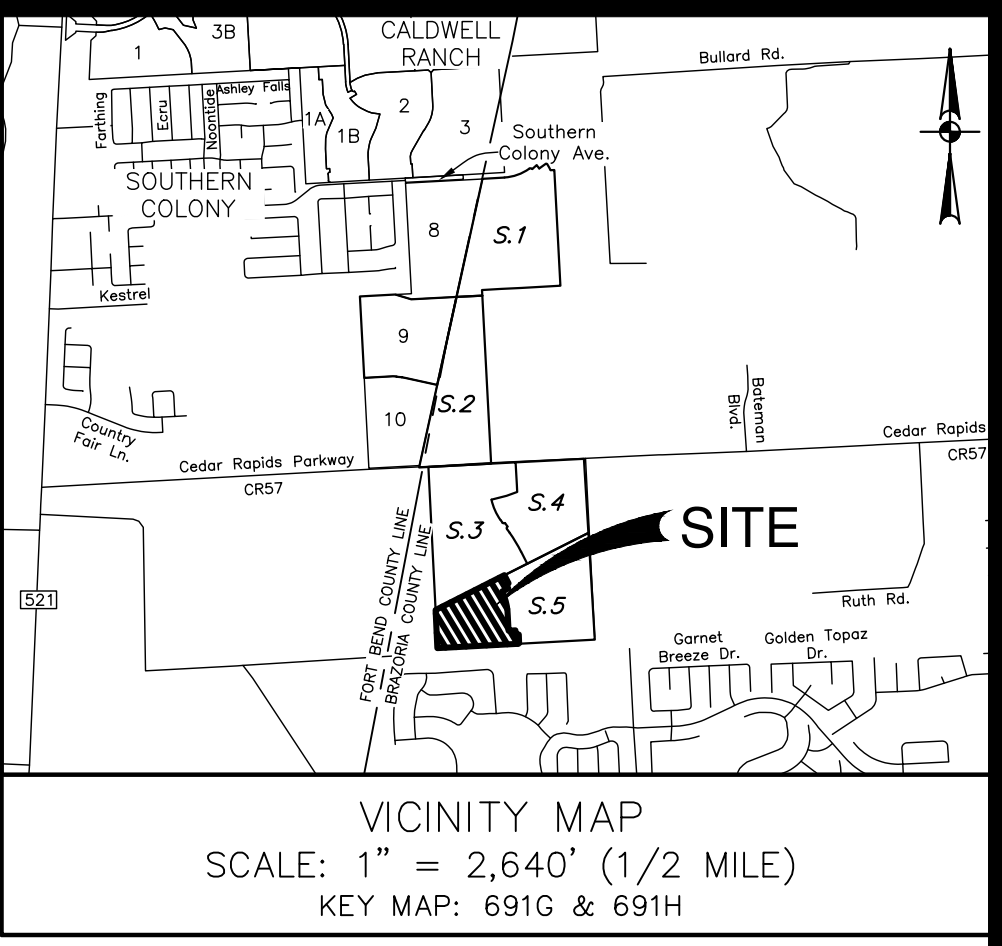 3B
CALDWELL
RANCH
1
Bullard Rd.
Ashley Falls
Farthing
Ecru
Noontide
1A
1B
2
3
Southern
Colony Ave.
SOUTHERN
COLONY
8
S.1
Kestrel
9
Country
Fair Ln.
10
S.2
Bateman
Blvd.
Cedar Rapids Parkway
CR57
Cedar Rapids
CR57
S.3
S.4
SITE
FORT BEND COUNTY LINE
BRAZORIA COUNTY LINE
521
S.5
Ruth Rd.
Garnet
Breeze Dr.
Golden Topaz
Dr.
VICINITY MAP
SCALE: 1" = 2,640' (1/2 MILE)
KEY MAP: 691G & 691H